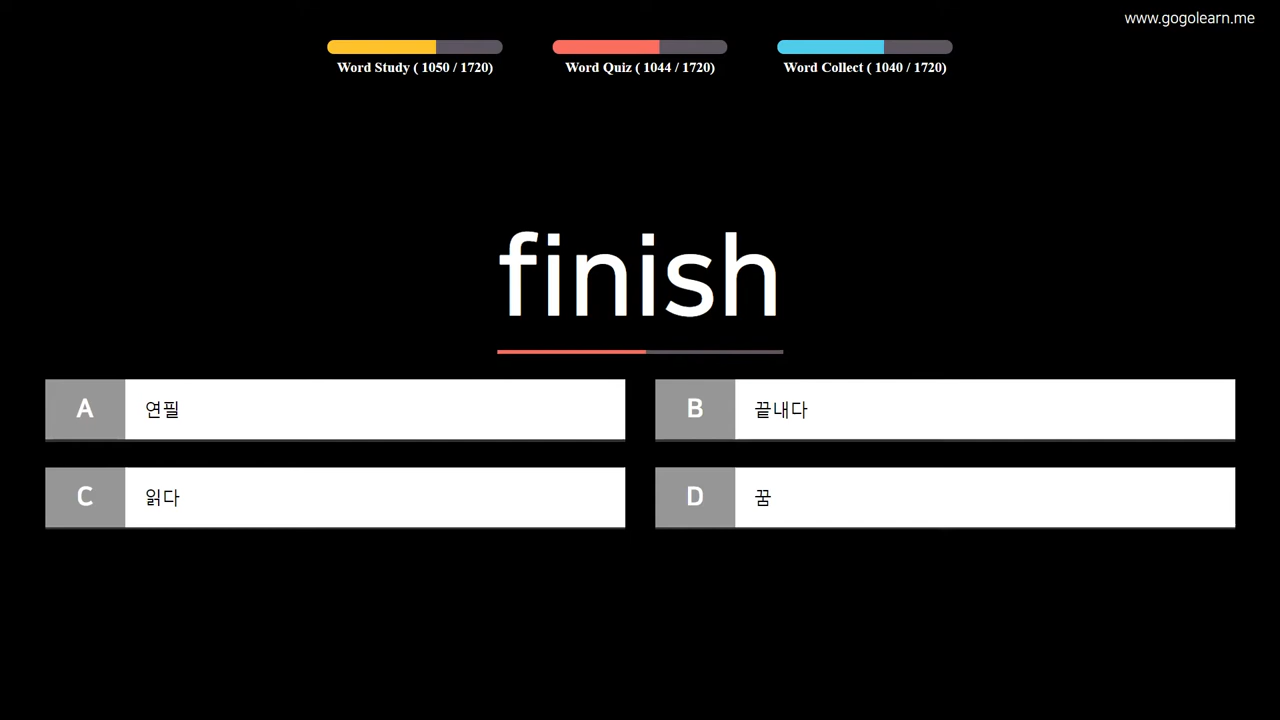 www.gogolearn.me
Word Study ( 1050 / 1720)
Word Quiz ( 1044 / 1720)
Word Collect ( 1040 / 1720)
finish
A 연필
B 끝내다
C 읽다
D 꿈